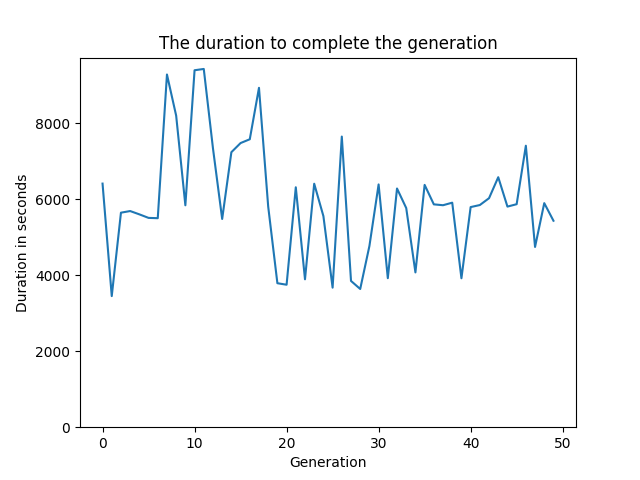 The duration to complete the generation
Duration in seconds
8000
6000
4000
2000
0
0 10 20 30 40 50
Generation